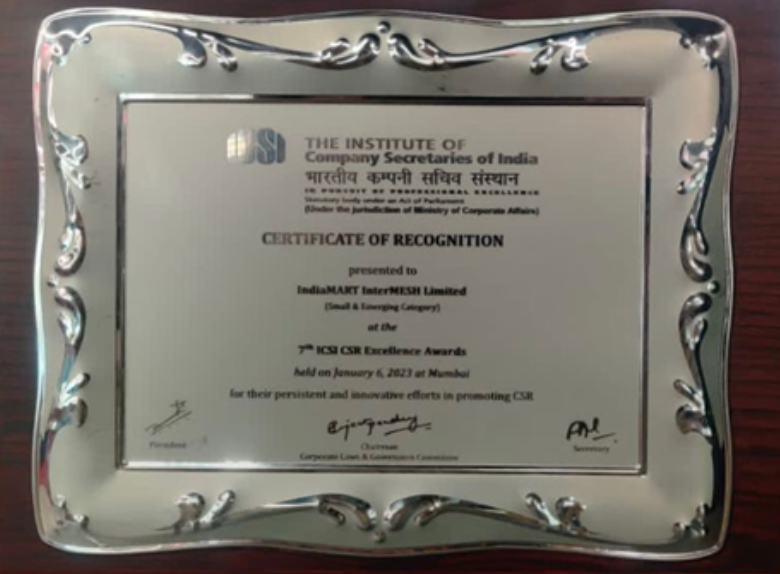 ICSI
THE INSTITUTE OF
Company Secretaries of India
भारतीय कम्पनी सचिव संस्थान
IN PURSUIT OF PROFESSIONAL EXCELLENCE
Statutory body under an Act of Parliament
(Under the jurisdiction of Ministry of Corporate Affairs)
CERTIFICATE OF RECOGNITION
presented to
IndiaMART InterMESH Limited
(Small & Emerging Category)
at the
7th ICSI CSR Excellence Awards
held on January 6, 2023 at Mumbai
for their persistent and innovative efforts in promoting CSR
President
Chairman
Secretary
Corporate Laws & Governance Committee